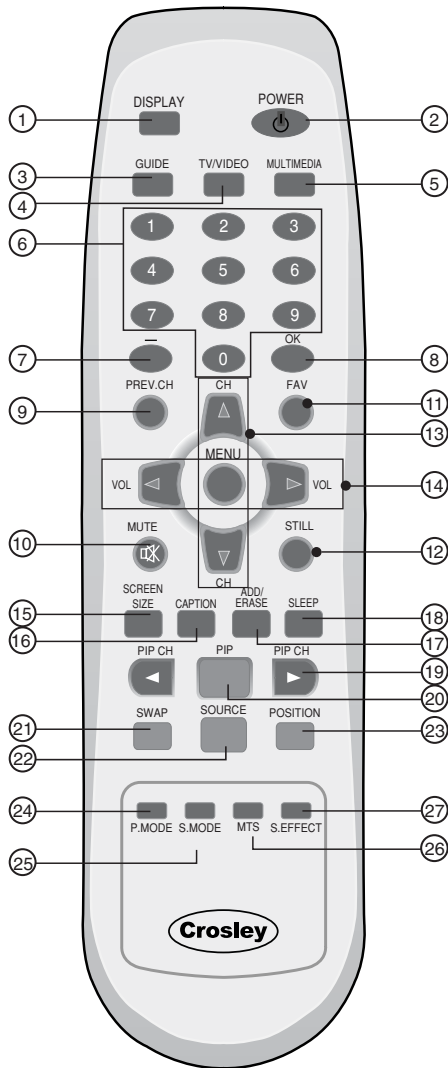 DISPLAY POWER
1 2
GUIDE TV/VIDEO MULTIMEDIA
3 4 5
6 1 2 3
4 5 6
7 8 9
7 – 0 OK 8
PREV.CH CH FAV
9 11
13
MENU
VOL VOL 14
MUTE STILL
10 12
CH
SCREEN
SIZE CAPTION ADD/
ERASE SLEEP
15 18
16 17
PIP CH PIP PIP CH
19
20
SWAP SOURCE POSITION
21 23
22
24 27
P.MODE S.MODE MTS S.EFFECT
25 26
Crosley